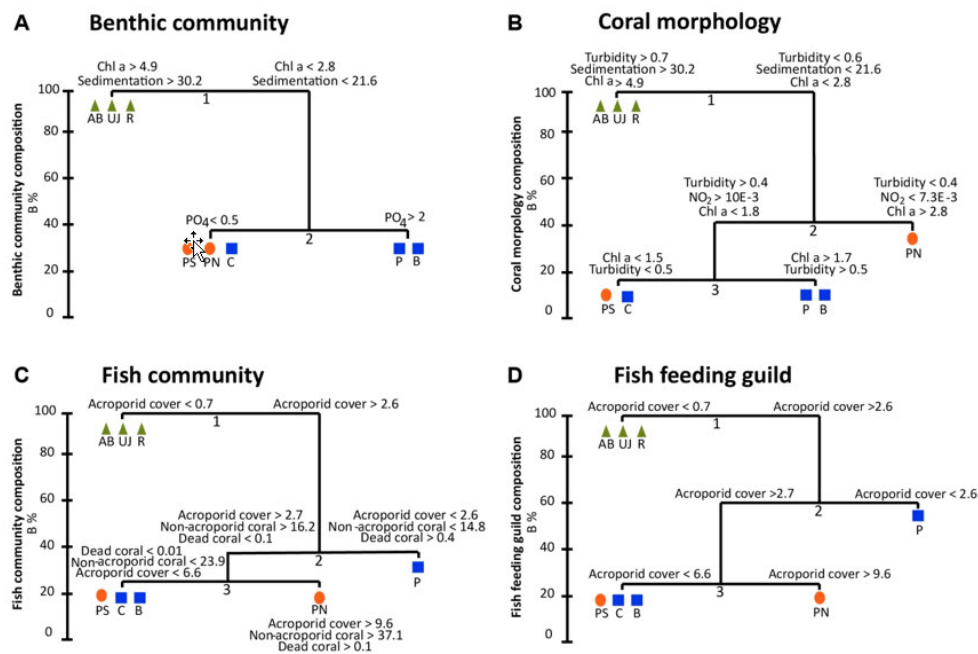 A
Benthic community
Chl a > 4.9
Sedimentation > 30.2
Chl a < 2.8
Sedimentation < 21.6
Benthic community composition
B %
100
80
60
40
20
0
1
AB UJ R
PO4< 0.5
PO4> 2
2
PS PN C
P B
B
Coral morphology
Turbidity > 0.7
Sedimentation > 30.2
Chl a > 4.9
Turbidity < 0.6
Sedimentation < 21.6
Chl a < 2.8
Coral morphology composition
B %
100
80
60
40
20
0
1
AB UJ R
Turbidity > 0.4
NO2 > 10E-3
Chl a < 1.8
Turbidity < 0.4
NO2 < 7.3E-3
Chl a > 2.8
2
PN
Chl a < 1.5
Turbidity < 0.5
Chl a > 1.7
Turbidity > 0.5
3
PS C
P B
C
Fish community
Acroporid cover < 0.7
Acroporid cover > 2.6
Fish community composition
B %
100
80
60
40
20
0
1
AB UJ R
Acroporid cover > 2.7
Non-acroporid coral > 16.2
Dead coral < 0.1
Acroporid cover < 2.6
Non-acroporid coral < 14.8
Dead coral > 0.4
2
P
Dead coral < 0.01
Non-acroporid coral < 23.9
Acroporid cover < 6.6
3
PS C B
PN
Acroporid cover > 9.6
Non-acroporid coral > 37.1
Dead coral > 0.1
D
Fish feeding guild
Acroporid cover < 0.7
Acroporid cover >2.6
Fish feeding guild composition
B %
100
80
60
40
20
0
1
AB UJ R
Acroporid cover >2.7
Acroporid cover < 2.6
2
P
Acroporid cover < 6.6
Acroporid cover > 9.6
3
PS C B
PN